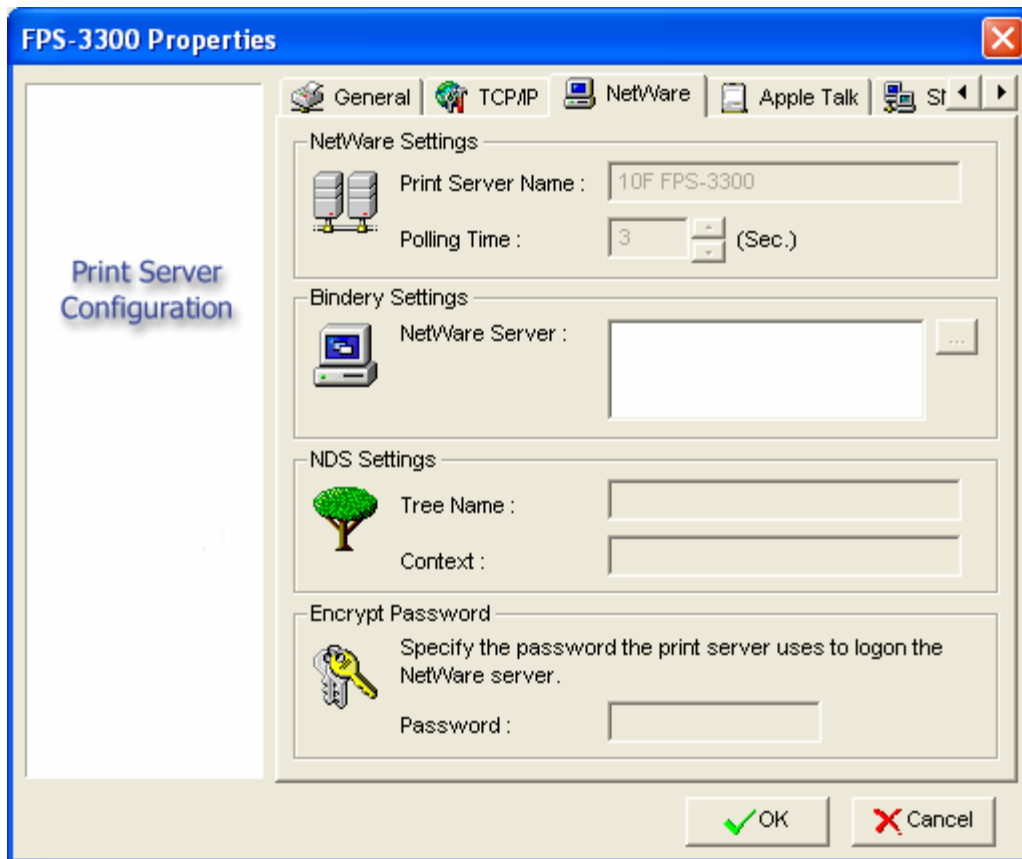 FPS-3300 Properties
General
TCP/IP
NetWare
Apple Talk
NetWare Settings
Print Server Name :
10F FPS-3300
Polling Time :
3
(Sec.)
Print Server
Configuration
Bindery Settings
NetWare Server :
...
NDS Settings
Tree Name :
Context :
Encrypt Password
Specify the password the print server uses to logon the
NetWare server.
Password :
OK
Cancel